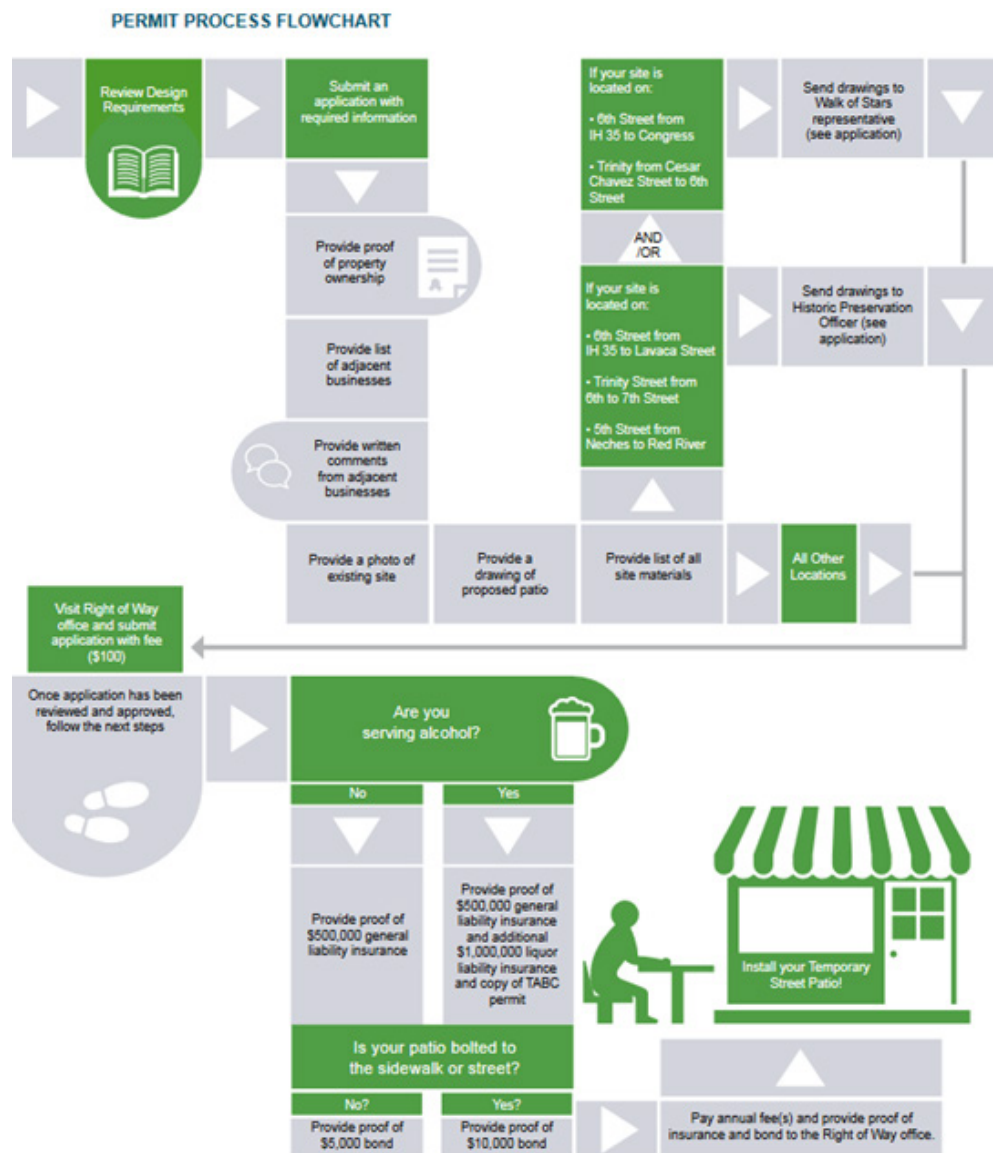 PERMIT PROCESS FLOWCHART
Review Design
Requirements
Submit an
application with
required information
Provide proof
of property
ownership
A
Provide list
of adjacent
businesses
Provide written
comments
from adjacent
businesses
Provide a photo of
existing site
Provide a
drawing of
proposed patio
Provide list of all
site materials
If your site is
located on:
• 6th Street from
IH 35 to Lavaca Street
• Trinity Street from
6th to 7th Street
• 5th Street from
Neches to Red River
Send drawings to
Historic Preservation
Officer (see
application)
AND
/OR
If your site is
located on:
• 6th Street from
IH 35 to Congress
• Trinity from Cesar
Chavez Street to 6th
Street
Send drawings to
Walk of Stars
representative
(see application)
All Other
Locations
Visit Right of Way
office and submit
application with fee
($100)
Once application has been
reviewed and approved,
follow the next steps
Are you
serving alcohol?
No
Provide proof of
$500,000 general
liability insurance
Yes
Provide proof of
$500,000 general
liability insurance
and additional
$1,000,000 liquor
liability insurance
and copy of TABC
permit
Is your patio bolted to
the sidewalk or street?
No?
Provide proof of
$5,000 bond
Yes?
Provide proof of
$10,000 bond
Pay annual fee(s) and provide proof of
insurance and bond to the Right of Way office.
Install your Temporary
Street Patio!